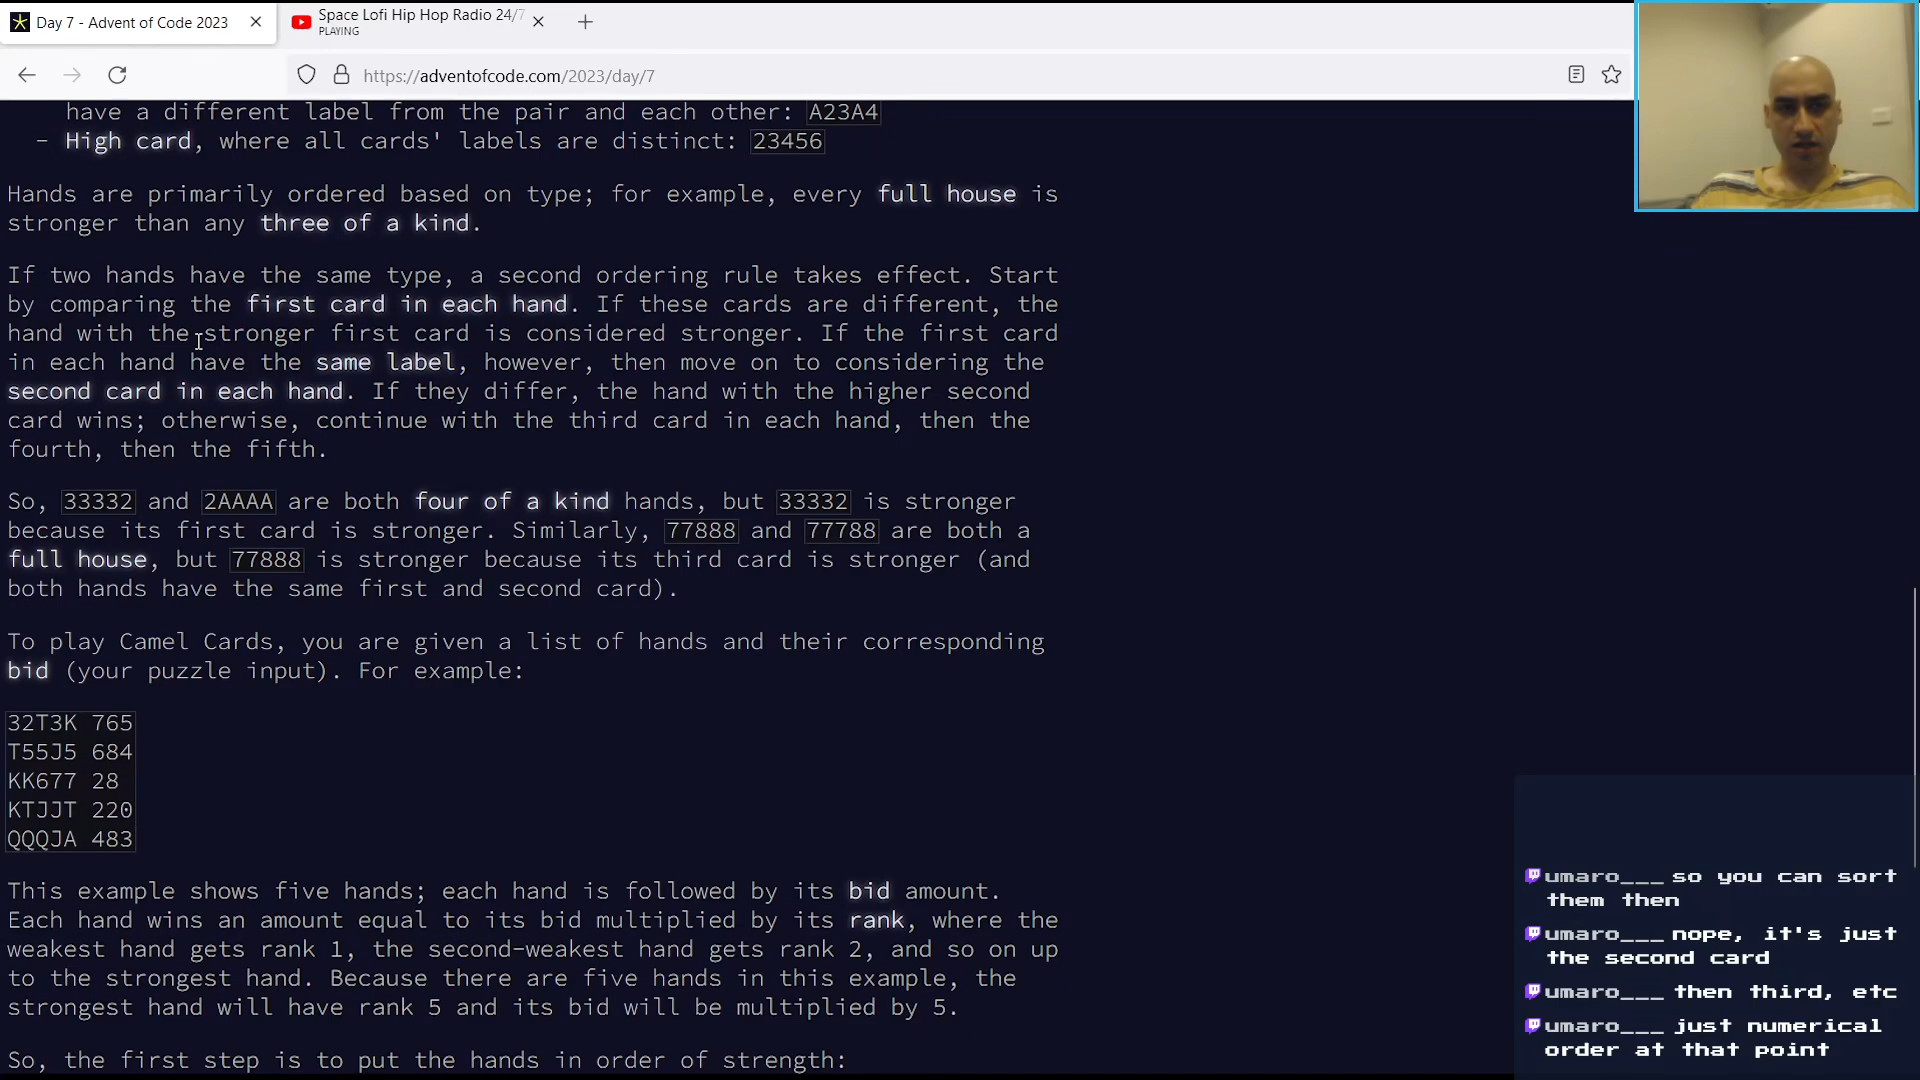 Day 7 - Advent of Code 2023
Space Lofi Hip Hop Radio 24/7
PLAYING
https://adventofcode.com/2023/day/7
have a different label from the pair and each other: A23A4
- High card, where all cards' labels are distinct: 23456
Hands are primarily ordered based on type; for example, every full house is
stronger than any three of a kind.
If two hands have the same type, a second ordering rule takes effect. Start
by comparing the first card in each hand. If these cards are different, the
hand with the stronger first card is considered stronger. If the first card
in each hand have the same label, however, then move on to considering the
second card in each hand. If they differ, the hand with the higher second
card wins; otherwise, continue with the third card in each hand, then the
fourth, then the fifth.
So, 33332 and 2AAAA are both four of a kind hands, but 33332 is stronger
because its first card is stronger. Similarly, 77888 and 77788 are both a
full house, but 77888 is stronger because its third card is stronger (and
both hands have the same first and second card).
To play Camel Cards, you are given a list of hands and their corresponding
bid (your puzzle input). For example:
32T3K 765
T55J5 684
KK677 28
KTJJT 220
QQQJA 483
This example shows five hands; each hand is followed by its bid amount.
Each hand wins an amount equal to its bid multiplied by its rank, where the
weakest hand gets rank 1, the second-weakest hand gets rank 2, and so on up
to the strongest hand. Because there are five hands in this example, the
strongest hand will have rank 5 and its bid will be multiplied by 5.
So, the first step is to put the hands in order of strength:
umaro___ so you can sort
them then
umaro___ nope, it's just
the second card
umaro___ then third, etc
umaro___ just numerical
order at that point